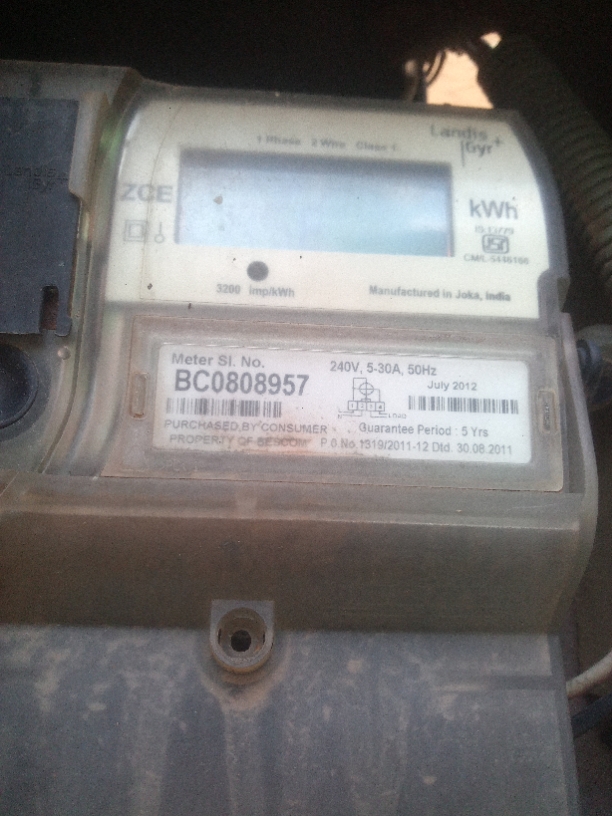 Landis
Gyr+
1 Phase 2 Wire Class 1
ZCE
kWh
IS 13779
3200 imp/kWh
Manufactured in Joka, India
Meter Sl. No.
BC0808957
240V, 5-30A, 50Hz
July 2012
PURCHASED BY CONSUMER
Guarantee Period : 5 Yrs
PROPERTY OF BESCOM
P O No.1319/2011-12 Dtd. 30.08.2011